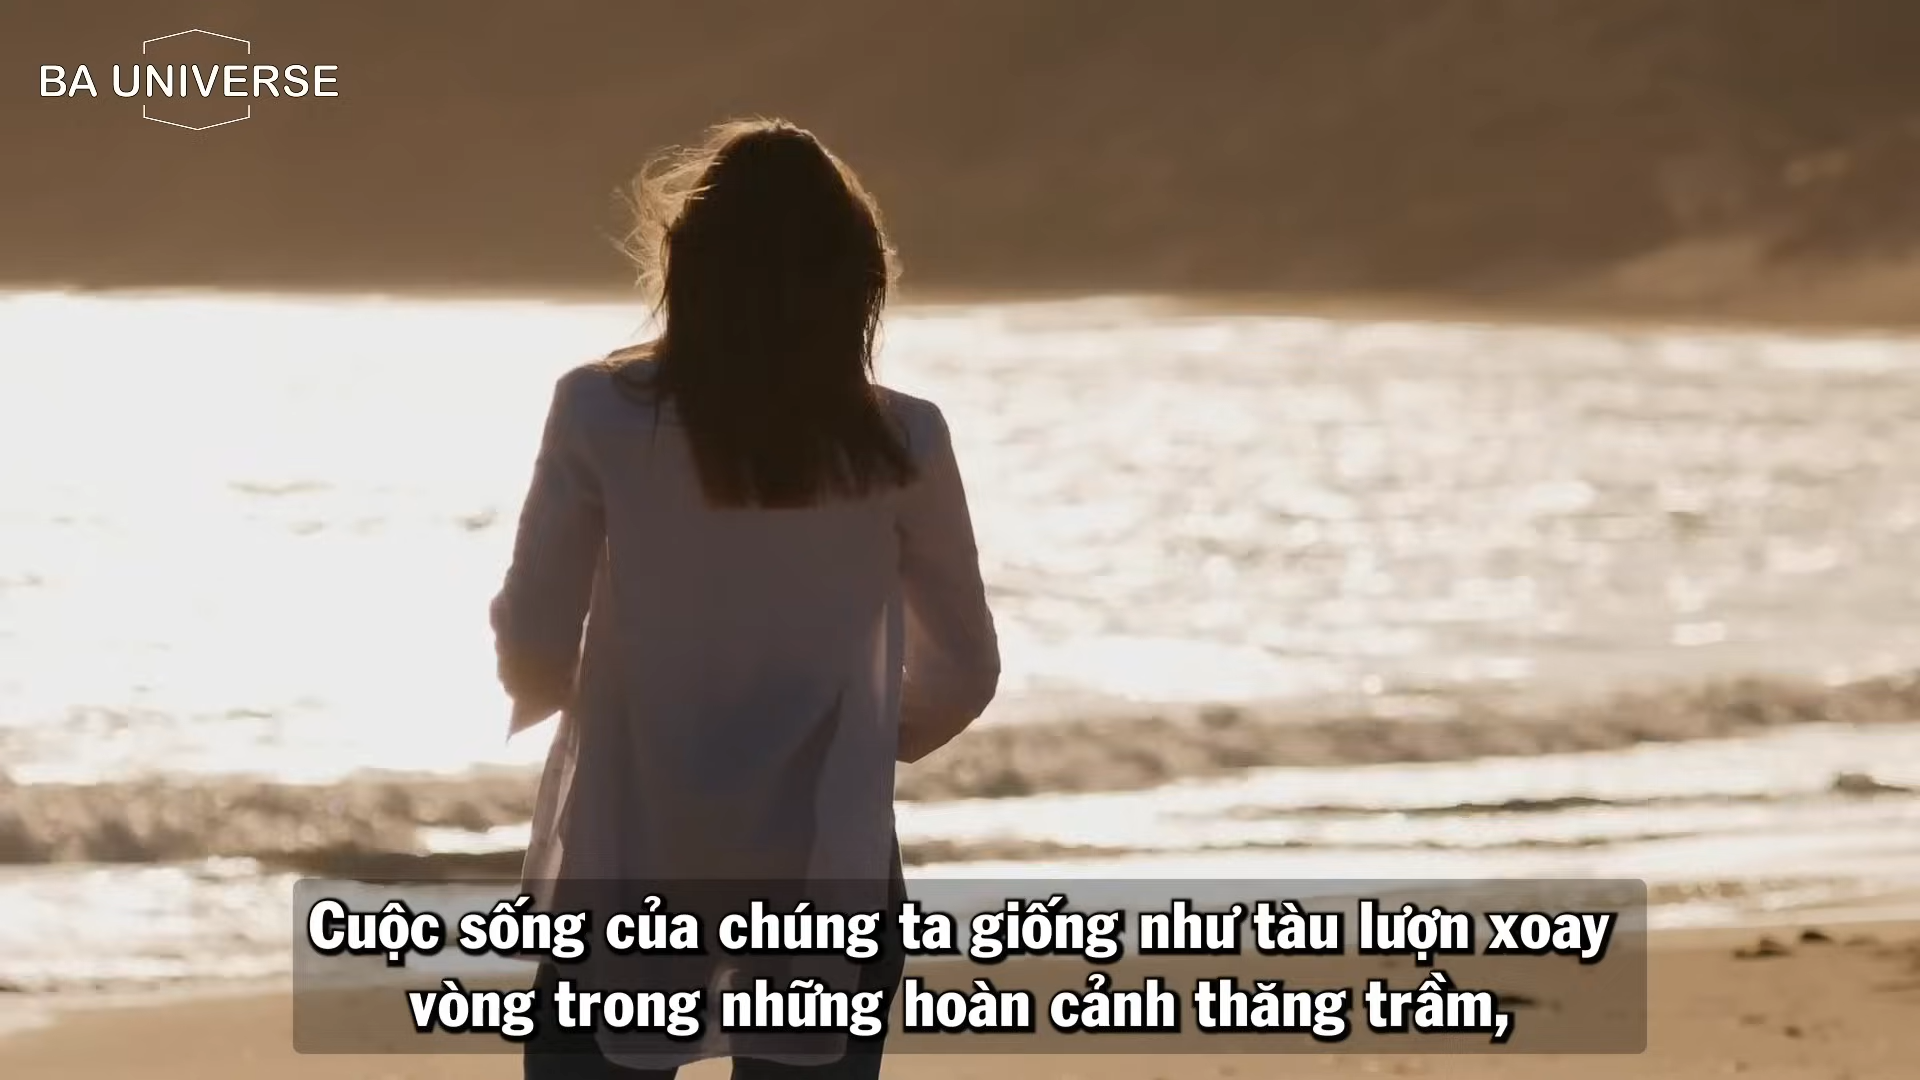 BA UNIVERSE
Cuộc sống của chúng ta giống như tàu lượn xoay
vòng trong những hoàn cảnh thăng trầm,